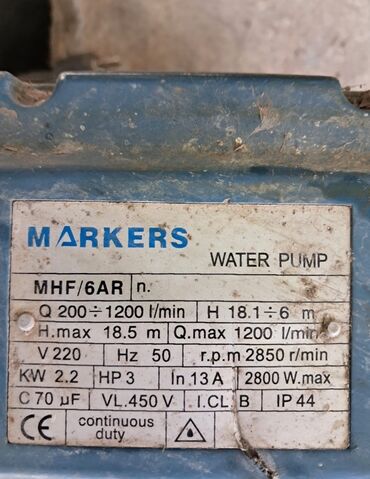 MARKERS
WATER PUMP
MHF/6AR n.
Q 200÷1200 l/min H 18.1÷6 m
H.max 18.5 m Q.max 1200 l/min
V 220 Hz 50 r.p.m 2850 r/min
KW 2.2 HP 3 In 13 A 2800 W.max
C 70 µF VL.450 V I.CL B IP 44
CE continuous
duty